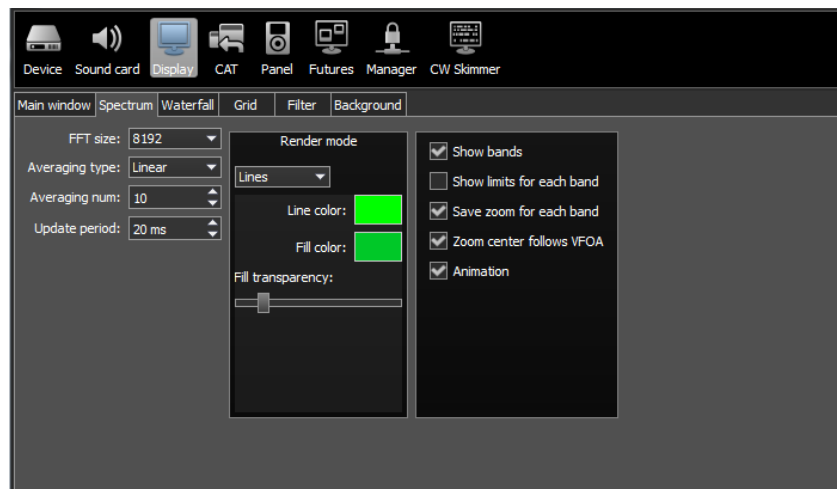 Device Sound card Display CAT Panel Futures Manager CW Skimmer
Main window Spectrum Waterfall Grid Filter Background
FFT size: 8192
Averaging type: Linear
Averaging num: 10
Update period: 20 ms
Render mode
Lines
Line color:
Fill color:
Fill transparency:
Show bands
Show limits for each band
Save zoom for each band
Zoom center follows VFOA
Animation